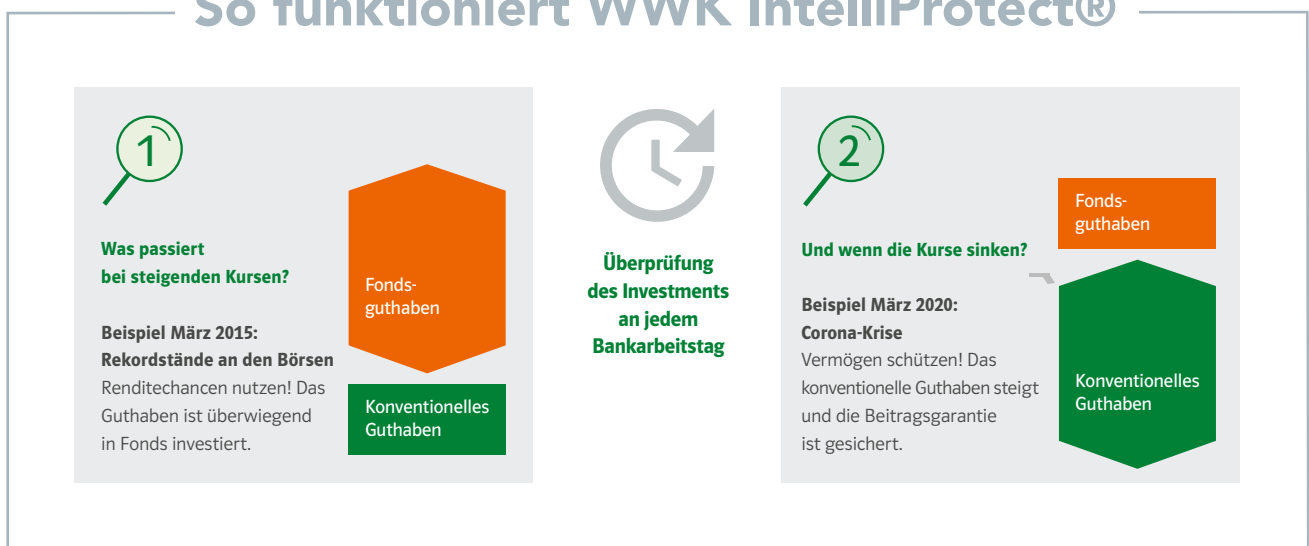 So funktioniert WWK IntelliProtect®
1
Was passiert
bei steigenden Kursen?
Beispiel März 2015:
Rekordstände an den Börsen
Renditechancen nutzen! Das
Guthaben ist überwiegend
in Fonds investiert.
Fonds-
guthaben
Konventionelles
Guthaben
Überprüfung
des Investments
an jedem
Bankarbeitstag
2
Und wenn die Kurse sinken?
Beispiel März 2020:
Corona-Krise
Vermögen schützen! Das
konventionelle Guthaben steigt
und die Beitragsgarantie
ist gesichert.
Fonds-
guthaben
Konventionelles
Guthaben